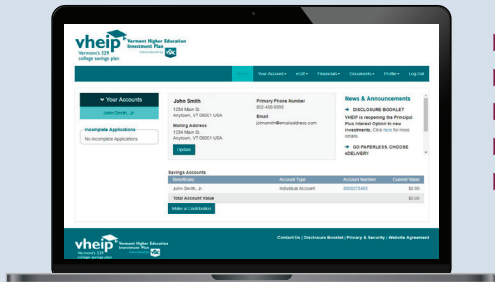 vheip
Vermont Higher Education
Investment Plan
Vermont's 529
college savings plan
VSAC
Your Account
eGift
Financials
Documents
Profile
Log Out
Your Accounts
John Smith, Jr.
Incomplete Applications
No Incomplete Applications
John Smith
1234 Main St.
Anytown, VT 00001 USA
Mailing Address
1234 Main St.
Anytown, VT 00001 USA
Update
Primary Phone Number
802-456-9999
Email
johnsmith@emailaddress.com
News & Announcements
DISCLOSURE BOOKLET
VHEIP is reopening the Principal
Plus Interest Option to new
investments. Click here for more
details.
GO PAPERLESS, CHOOSE
eDELIVERY
Savings Accounts
Beneficiary Account Type Account Number Current Value
John Smith, Jr. Individual Account $0.00
Total Account Value $0.00
Make a Contribution
vheip
Vermont Higher Education
Investment Plan
Vermont's 529
college savings plan
VSAC
Contact Us | Disclosure Booklet | Privacy & Security | Website Agreement